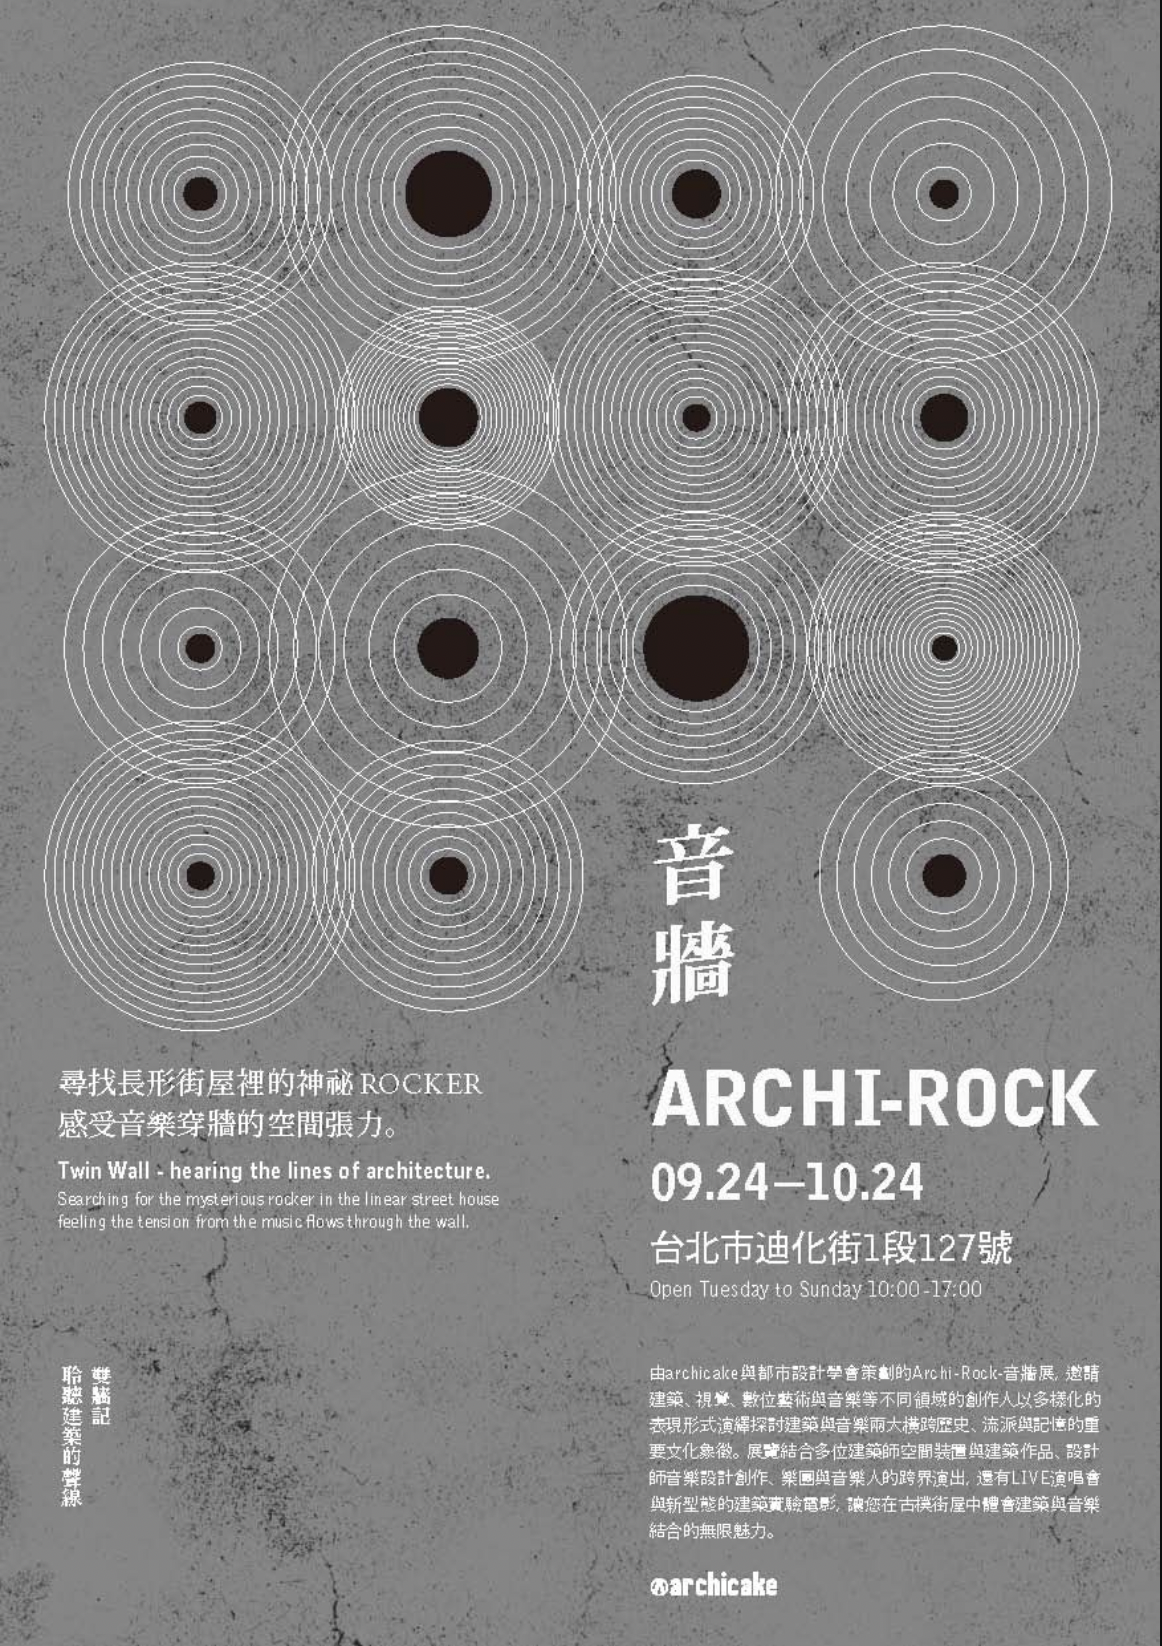 音
牆
尋找長形街屋裡的神祕ROCKER
感受音樂穿牆的空間張力。
Twin Wall - hearing the lines of architecture.
Searching for the mysterious rocker in the linear street house
feeling the tension from the music flows through the wall.
ARCHI-ROCK
09.24–10.24
台北市迪化街1段127號
Open Tuesday to Sunday 10:00-17:00
雙牆記
聆聽建築的聲線
由archicake與都市設計學會策劃的Archi-Rock-音牆展, 邀請
建築、視覺、數位藝術與音樂等不同領域的創作人以多樣化的
表現形式演繹探討建築與音樂兩大橫跨歷史、流派與記憶的重
要文化象徵。展覽結合多位建築師空間裝置與建築作品、設計
師音樂設計創作、樂團與音樂人的跨界演出, 還有LIVE演唱會
與新型態的建築實驗電影, 讓您在古樸街屋中體會建築與音樂
結合的無限魅力。
archicake